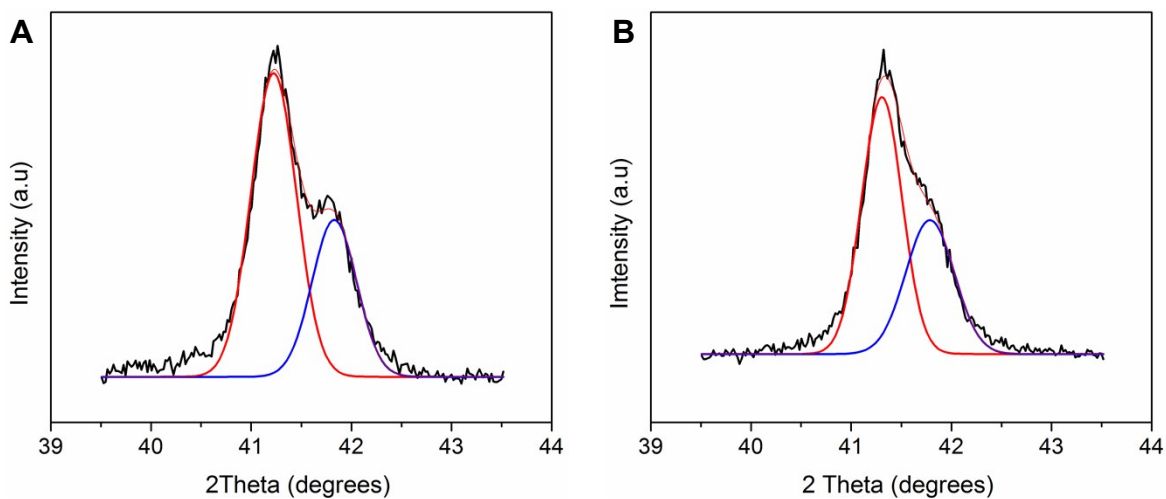 A
Intensity (a.u)
39 40 41 42 43 44
2Theta (degrees)
B
Imtensity (a.u)
39 40 41 42 43 44
2 Theta (degrees)